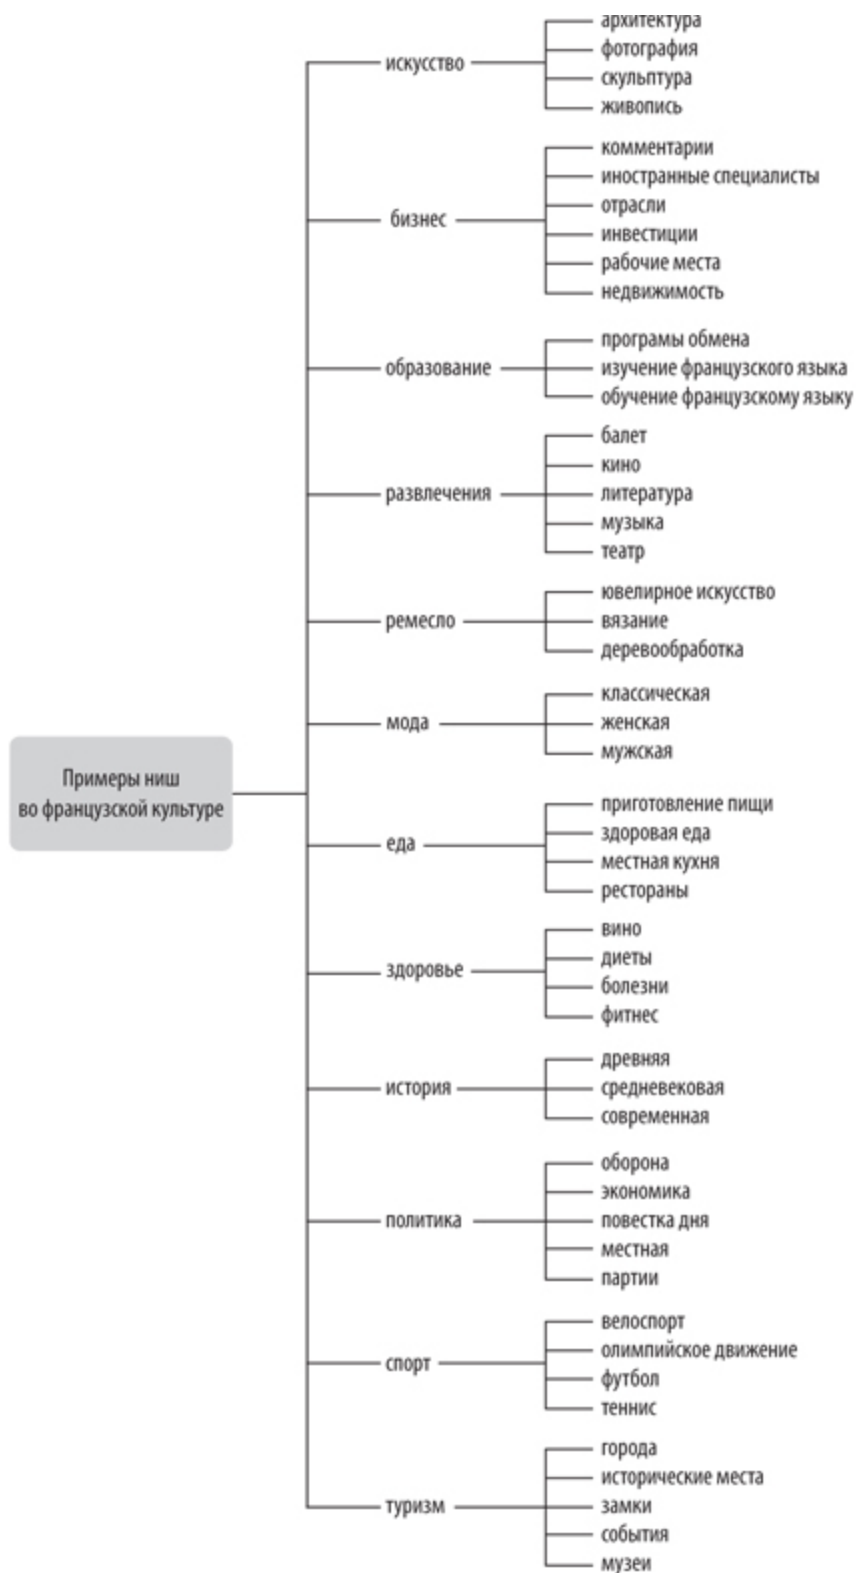 архитектура
фотография
искусство
скульптура
живопись
комментарии
иностранные специалисты
отрасли
бизнес
инвестиции
рабочие места
недвижимость
програмы обмена
образование
изучение французского языка
обучение французскому языку
балет
кино
развлечения
литература
музыка
театр
ювелирное искусство
ремесло
вязание
деревообработка
классическая
мода
женская
мужская
Примеры ниш
во французской культуре
приготовление пищи
здоровая еда
еда
местная кухня
рестораны
вино
диеты
здоровье
болезни
фитнес
древняя
история
средневековая
современная
оборона
экономика
политика
повестка дня
местная
партии
велоспорт
олимпийское движение
спорт
футбол
теннис
города
исторические места
туризм
замки
события
музеи